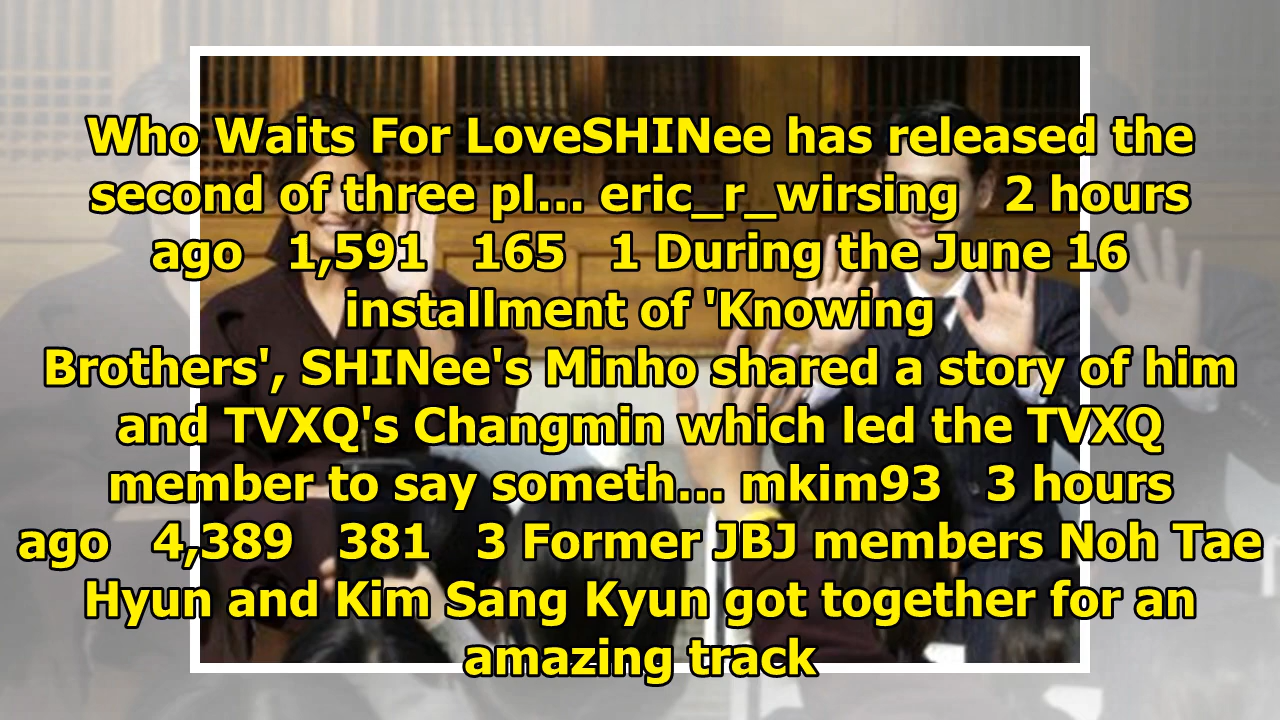 Who Waits For LoveSHINee has released the
second of three pl... eric_r_wirsing 2 hours
ago 1,591 165 1 During the June 16
installment of 'Knowing
Brothers', SHINee's Minho shared a story of him
and TVXQ's Changmin which led the TVXQ
member to say someth... mkim93 3 hours
ago 4,389 381 3 Former JBJ members Noh Tae
Hyun and Kim Sang Kyun got together for an
amazing track